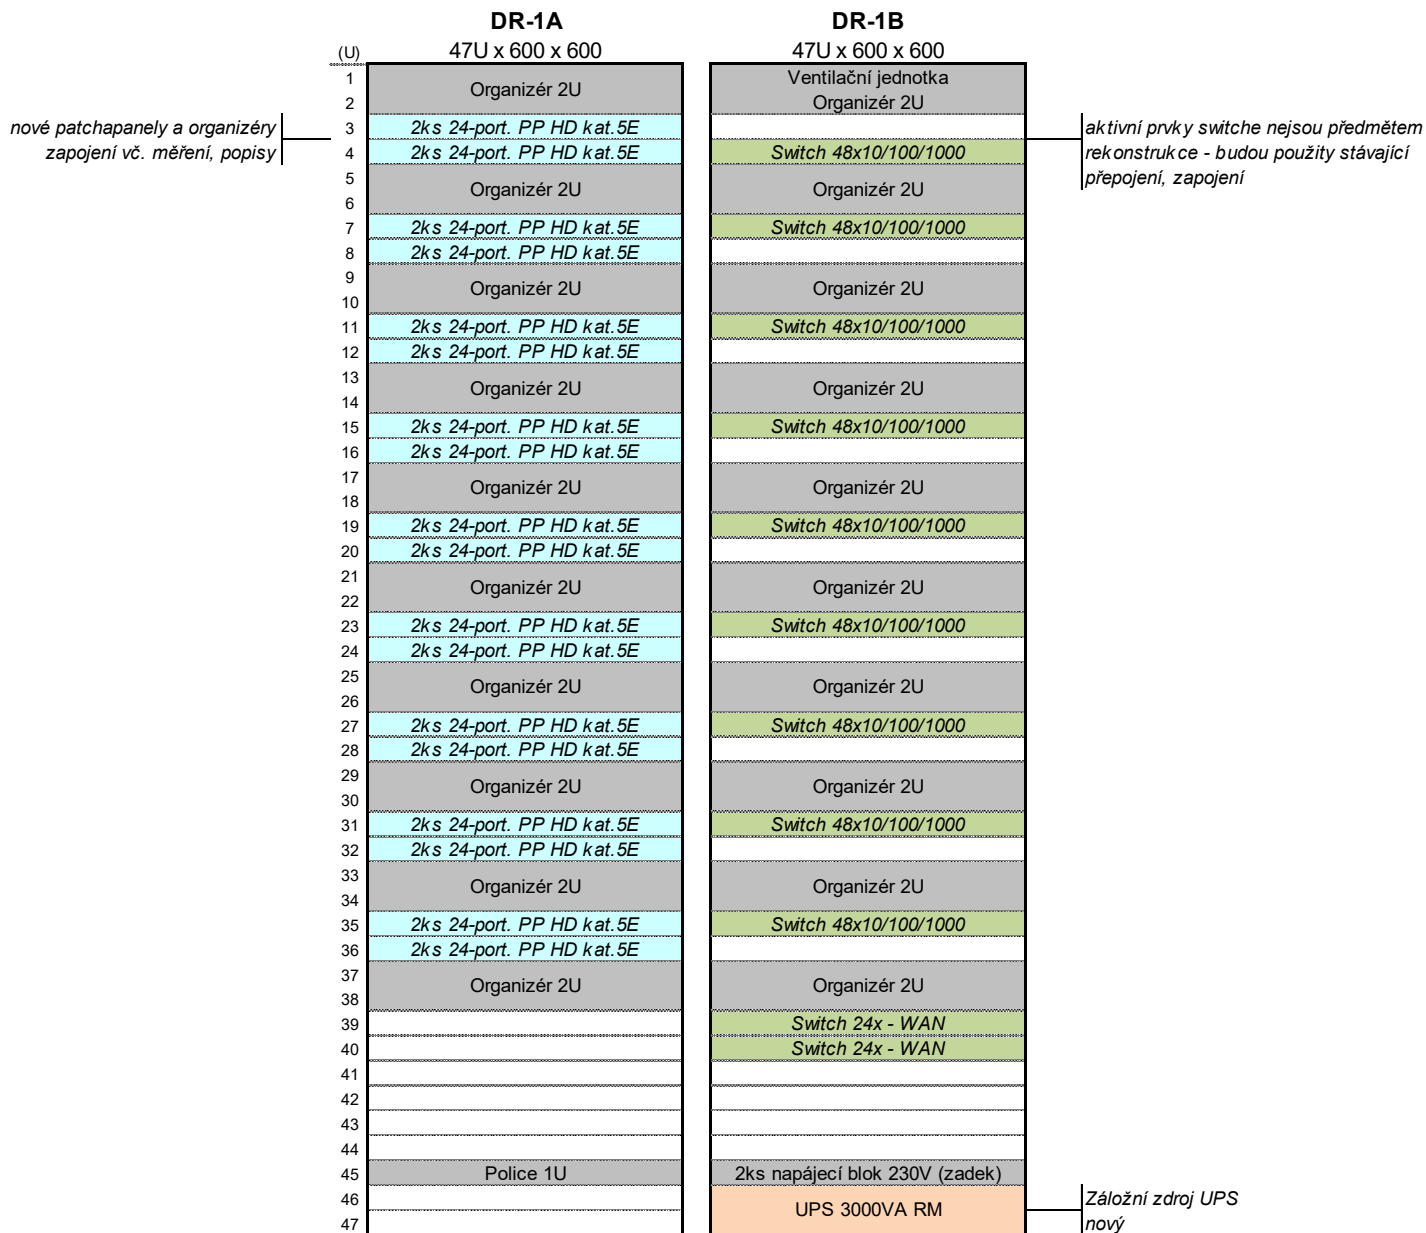 DR-1A DR-1B
(U) 47U x 600 x 600 47U x 600 x 600
1 Ventilační jednotka
Organizér 2U
2 Organizér 2U
nové patchapanely a organizéry 3 2ks 24-port. PP HD kat.5E aktivní prvky switche nejsou předmětem
zapojení vč. měření, popisy 4 2ks 24-port. PP HD kat.5E Switch 48x10/100/1000 rekonstrukce - budou použity stávající
5 Organizér 2U Organizér 2U přepojení, zapojení
6
7 2ks 24-port. PP HD kat.5E Switch 48x10/100/1000
8 2ks 24-port. PP HD kat.5E
9
Organizér 2U Organizér 2U
10
11 2ks 24-port. PP HD kat.5E Switch 48x10/100/1000
12 2ks 24-port. PP HD kat.5E
13
Organizér 2U Organizér 2U
14
15 2ks 24-port. PP HD kat.5E Switch 48x10/100/1000
16 2ks 24-port. PP HD kat.5E
17
Organizér 2U Organizér 2U
18
19 2ks 24-port. PP HD kat.5E Switch 48x10/100/1000
20 2ks 24-port. PP HD kat.5E
21
Organizér 2U Organizér 2U
22
23 2ks 24-port. PP HD kat.5E Switch 48x10/100/1000
24 2ks 24-port. PP HD kat.5E
25
Organizér 2U Organizér 2U
26
27 2ks 24-port. PP HD kat.5E Switch 48x10/100/1000
28 2ks 24-port. PP HD kat.5E
29
Organizér 2U Organizér 2U
30
31 2ks 24-port. PP HD kat.5E Switch 48x10/100/1000
32 2ks 24-port. PP HD kat.5E
33
Organizér 2U Organizér 2U
34
35 2ks 24-port. PP HD kat.5E Switch 48x10/100/1000
36 2ks 24-port. PP HD kat.5E
37
Organizér 2U Organizér 2U
38
39 Switch 24x - WAN
40 Switch 24x - WAN
41
42
43
44
45 Police 1U 2ks napájecí blok 230V (zadek)
46 Záložní zdroj UPS
UPS 3000VA RM
47 nový